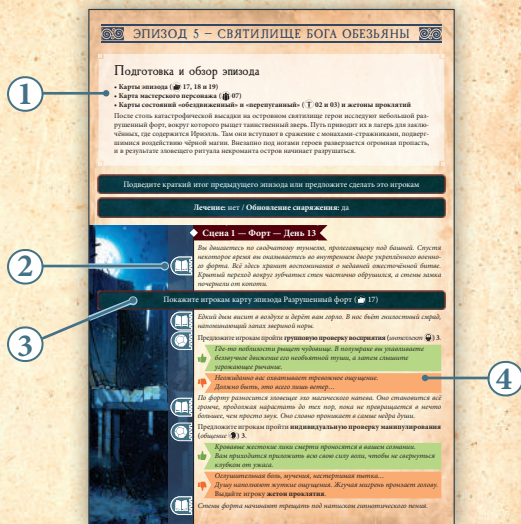 ЭПИЗОД 5 – СВЯТИЛИЩЕ БОГА ОБЕЗЬЯНЫ
Подготовка и обзор эпизода
• Карты эпизода (17, 18 и 19)
• Карта мастерского персонажа (07)
• Карты состояний «обездвиженный» и «перепуганный» (02 и 03) и жетоны проклятий
После столь катастрофической высадки на островном святилище герои исследуют небольшой раз-
рушенный форт, вокруг которого рыщет таинственный зверь. Путь приводит их в лагерь для заклю-
чённых, где содержится Ириэль. Там они вступают в сражение с монахами-стражниками, подверг-
шимися воздействию чёрной магии. Внезапно под ногами героев разверзается огромная пропасть,
и в результате зловещего ритуала некроманта остров начинает разрушаться.
1
Подведите краткий итог предыдущего эпизода или предложите сделать это игрокам
Лечение: нет / Обновление снаряжения: да
Сцена 1 — Форт — День 13
Вы двигаетесь по сводчатому туннелю, пролегающему под башней. Спустя
некоторое время вы оказываетесь во внутреннем дворе укреплённого военно-
го форта. Всё здесь хранит воспоминания о недавней ожесточённой битве.
Крытый переход вокруг зубчатых стен частично обрушился, а стены замка
почернели от копоти.
2
Покажите игрокам карту эпизода Разрушенный форт (17)
3
Едкий дым висит в воздухе и дерёт вам горло. В нос бьёт гнилостный смрад,
напоминающий запах звериной норы.
Предложите игрокам пройти групповую проверку восприятия (интеллект) 3.
Где-то поблизости рыщет чудовище. В полумраке вы улавливаете
беззвучное движение его необъятной туши, а затем слышите
угрожающее рычание.
Неожиданно вас охватывает тревожное ощущение.
Должно быть, это всего лишь ветер…
4
По форту разносится зловещее эхо магического напева. Оно становится всё
громче, продолжая нарастать до тех пор, пока не превращается в нечто
большее, чем просто звук. Оно словно проникает в самые недра души.
Предложите игрокам пройти индивидуальную проверку манипулирования
(общение) 3.
Кровавые жестокие лики смерти проносятся в вашем сознании.
Вам приходится приложить всю свою силу воли, чтобы не свернуться
клубком от ужаса.
Оглушительная боль, мучения, нестерпимая пытка…
Душу наполняют жуткие ощущения. Жгучая мигрень пронзает голову.
Выдайте игроку жетон проклятия.
Стены форта начинают трещать под натиском гипнотического пения.